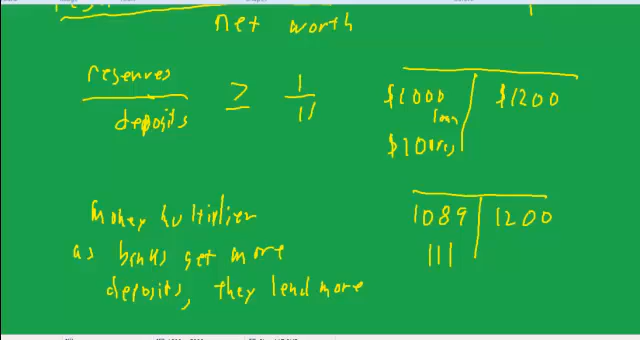 net worth
reserves
deposits
≥
1
11
$1000
loan
$100 res
$1200
Money multiplier
as banks get more
deposits, they lend more
1089
1200
111